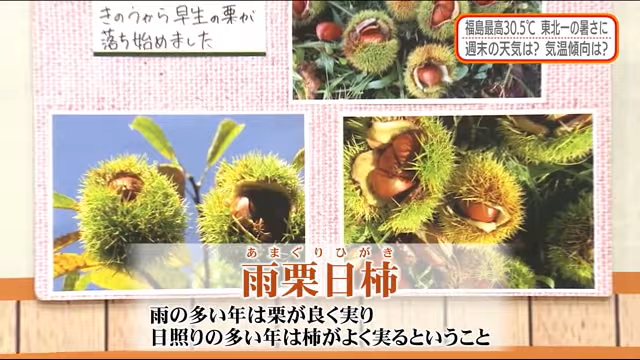 きのうから早生の栗が
落ち始めました
福島最高30.5℃ 東北一の暑さに
週末の天気は? 気温傾向は?
あまぐりひがき
雨栗日柿
雨の多い年は栗が良く実り
日照りの多い年は柿がよく実るということ